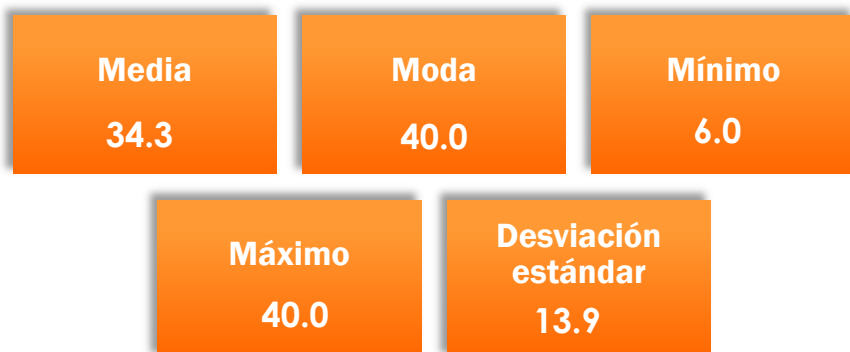 Media
34.3
Moda
40.0
Mínimo
6.0
Máximo
40.0
Desviación
estándar
13.9